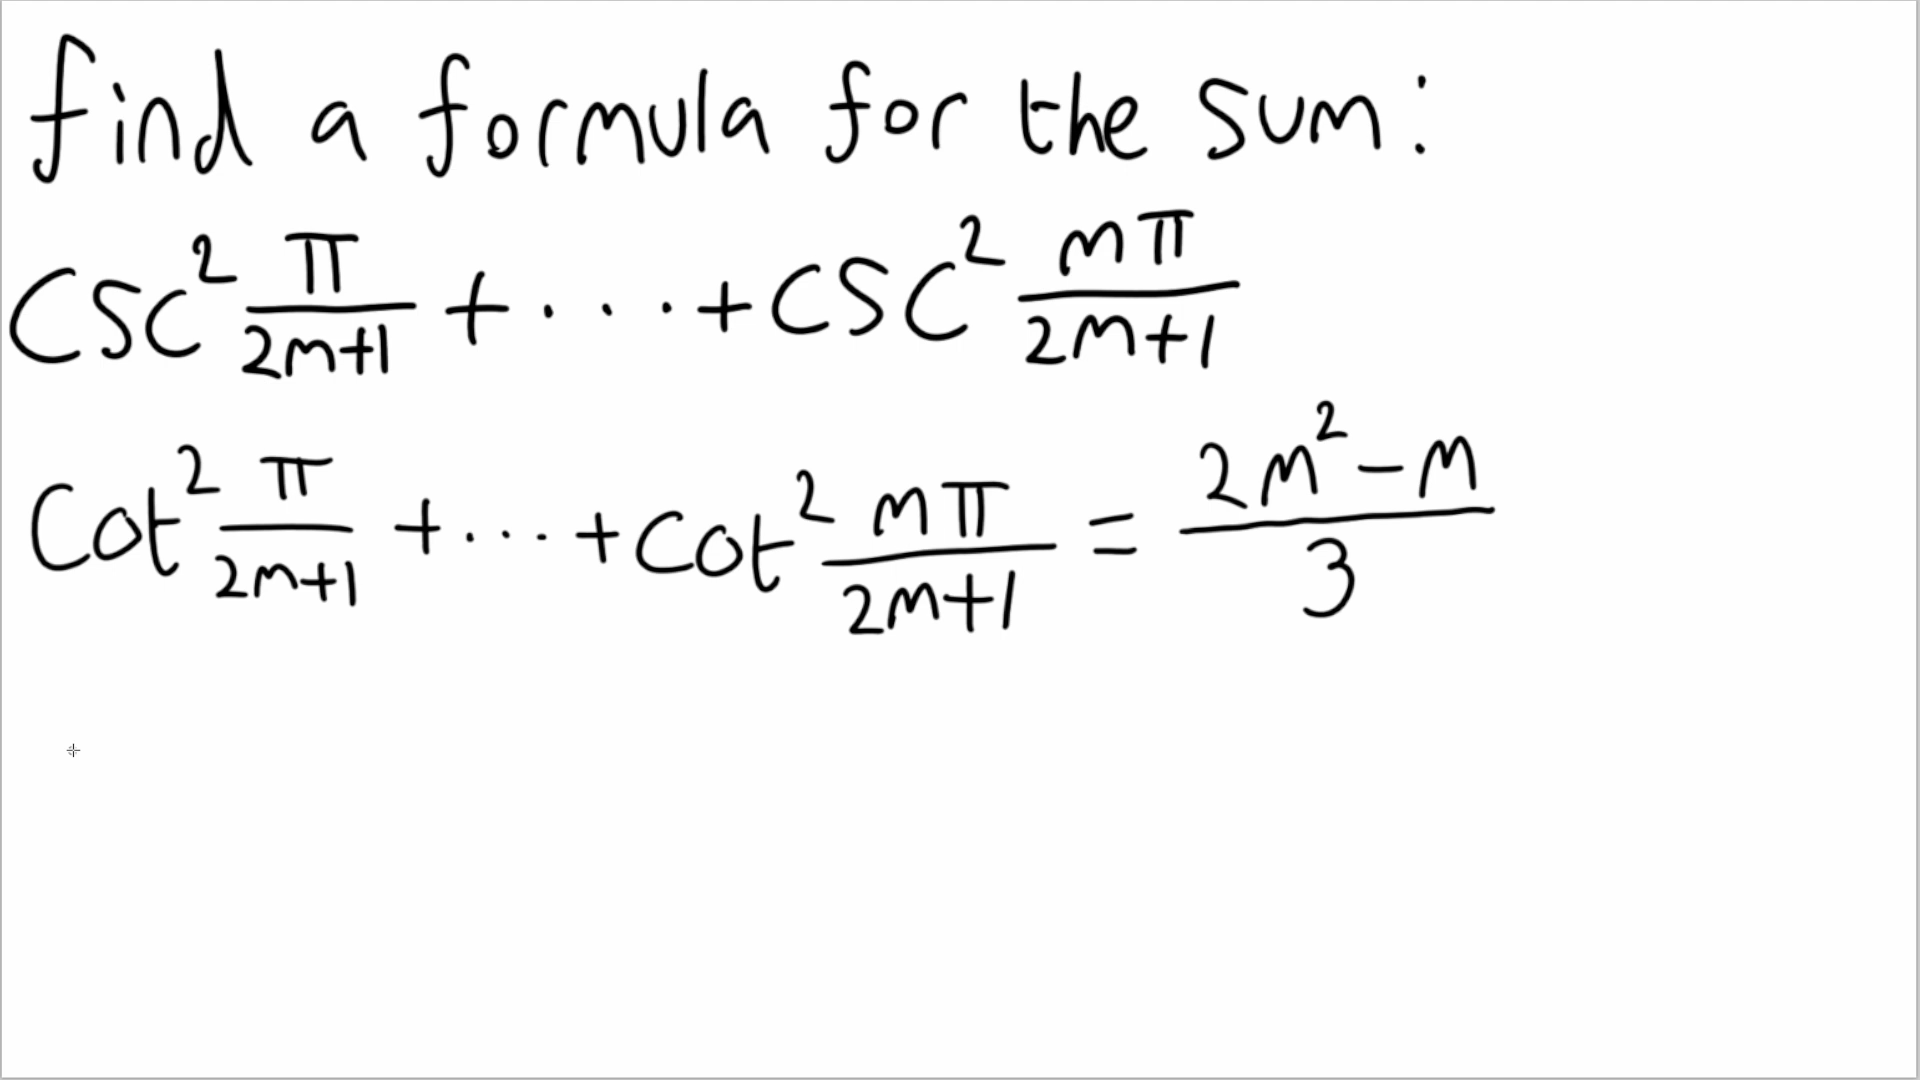 find a formula for the sum:
csc² π/(2m+1) + ··· + csc² mπ/(2m+1)
Cot² π/(2m+1) + ··· + cot² mπ/(2m+1) = (2m² - m)/3